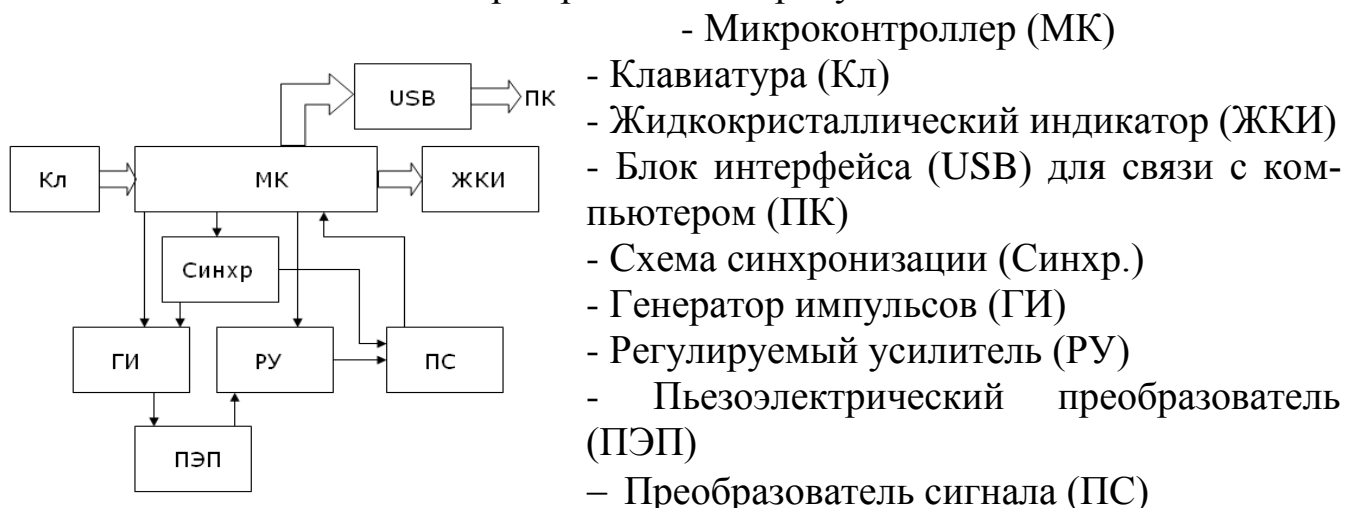 - Микроконтроллер (МК)
- Клавиатура (Кл)
- Жидкокристаллический индикатор (ЖКИ)
- Блок интерфейса (USB) для связи с ком-
пьютером (ПК)
- Схема синхронизации (Синхр.)
- Генератор импульсов (ГИ)
- Регулируемый усилитель (РУ)
- Пьезоэлектрический преобразователь
(ПЭП)
– Преобразователь сигнала (ПС)
USB
ПК
Кл
МК
ЖКИ
Синхр
ГИ
РУ
ПС
ПЭП